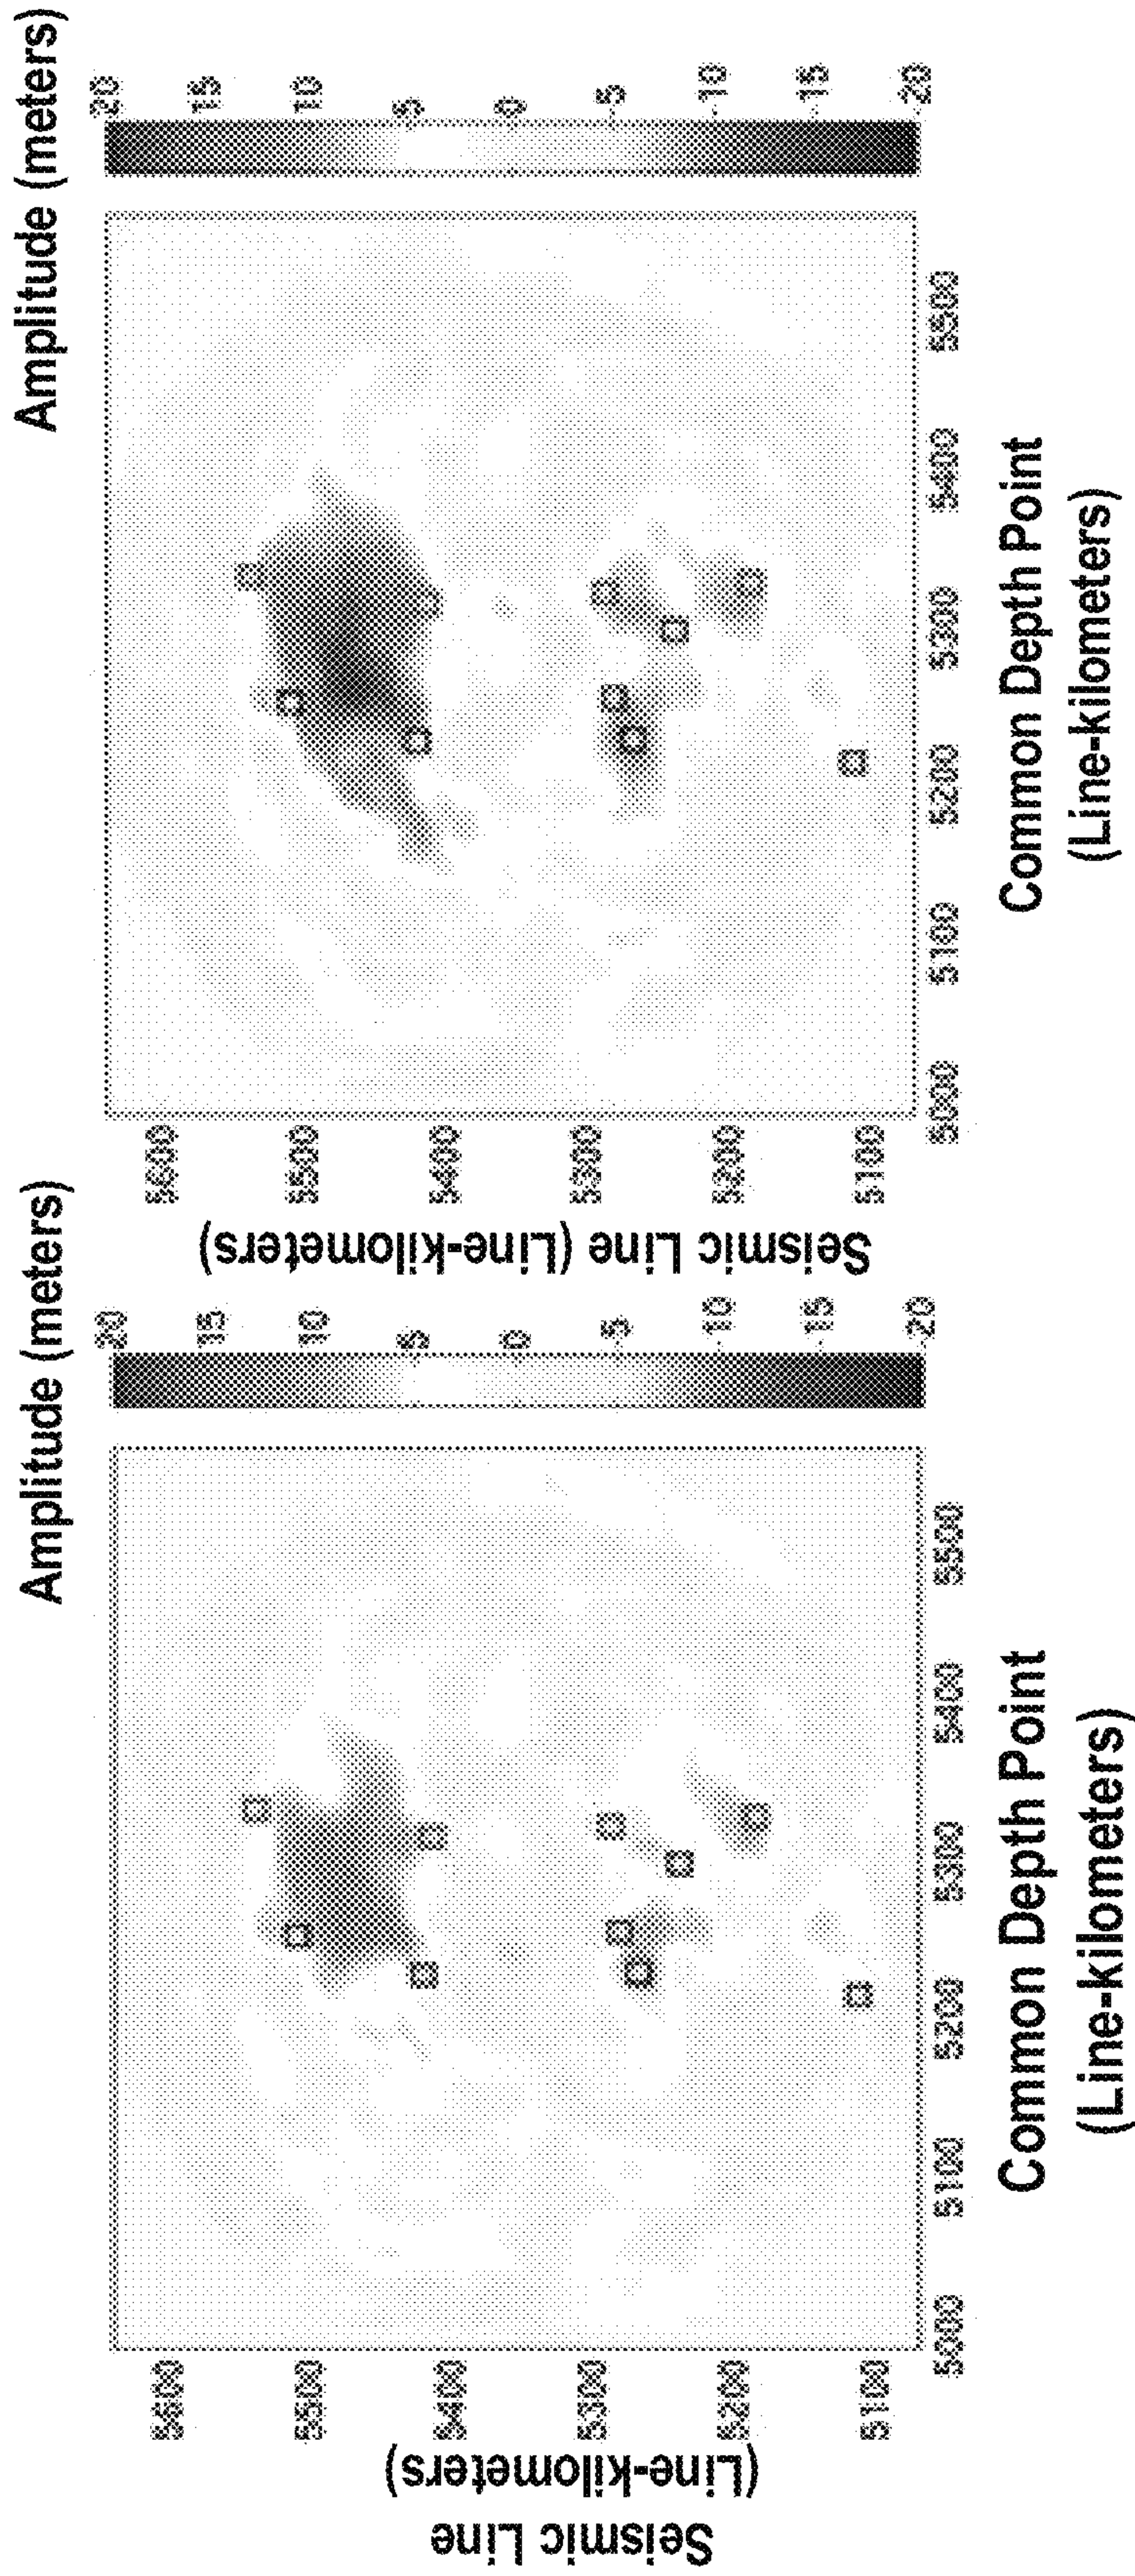 Amplitude (meters)
Seismic Line
(Line-kilometers)
5600
5500
5400
5300
5200
5100
5000 5100 5200 5300 5400 5500
Common Depth Point
(Line-kilometers)
20
15
10
5
0
-5
-10
-15
-20
Amplitude (meters)
Seismic Line (Line-kilometers)
5600
5500
5400
5300
5200
5100
5000 5100 5200 5300 5400 5500
Common Depth Point
(Line-kilometers)
20
15
10
5
0
-5
-10
-15
-20